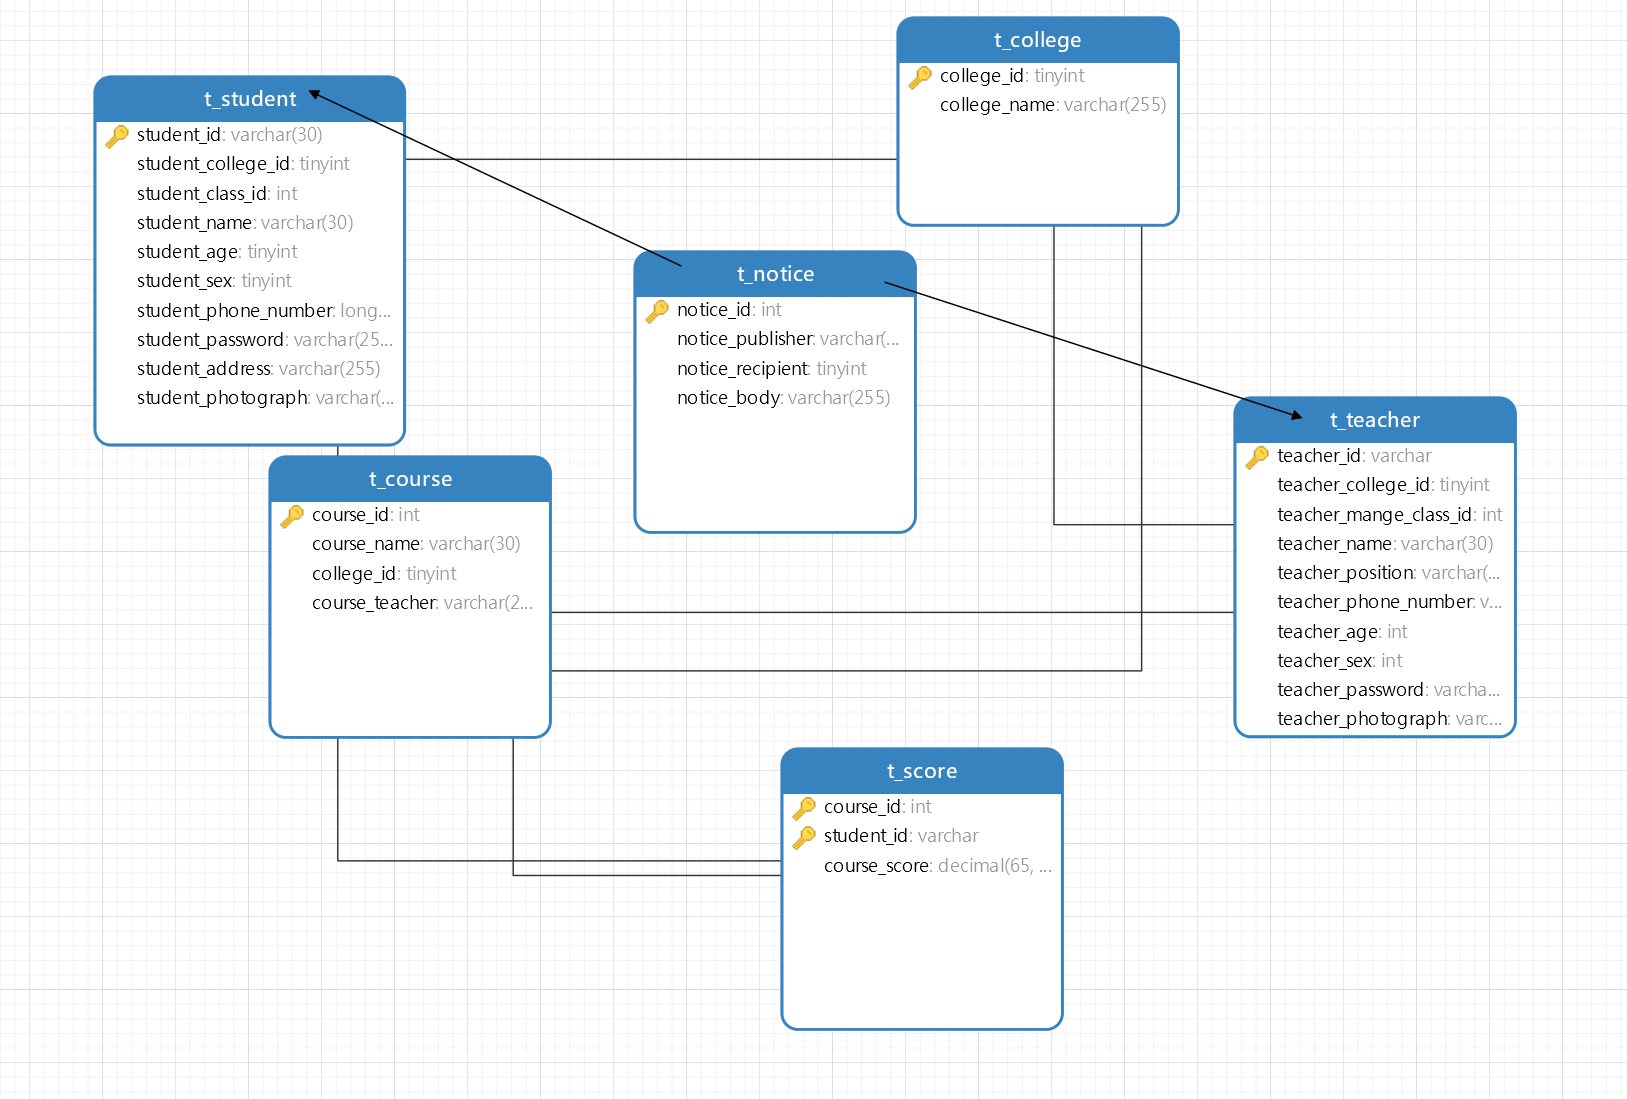 t_college
college_id: tinyint
college_name: varchar(255)
t_student
student_id: varchar(30)
student_college_id: tinyint
student_class_id: int
student_name: varchar(30)
student_age: tinyint
student_sex: tinyint
student_phone_number: long...
student_password: varchar(25...
student_address: varchar(255)
student_photograph: varchar(...
t_notice
notice_id: int
notice_publisher: varchar(...
notice_recipient: tinyint
notice_body: varchar(255)
t_teacher
teacher_id: varchar
teacher_college_id: tinyint
teacher_mange_class_id: int
teacher_name: varchar(30)
teacher_position: varchar(...
teacher_phone_number: v...
teacher_age: int
teacher_sex: int
teacher_password: varcha...
teacher_photograph: varc...
t_course
course_id: int
course_name: varchar(30)
college_id: tinyint
course_teacher: varchar(2...
t_score
course_id: int
student_id: varchar
course_score: decimal(65, ...